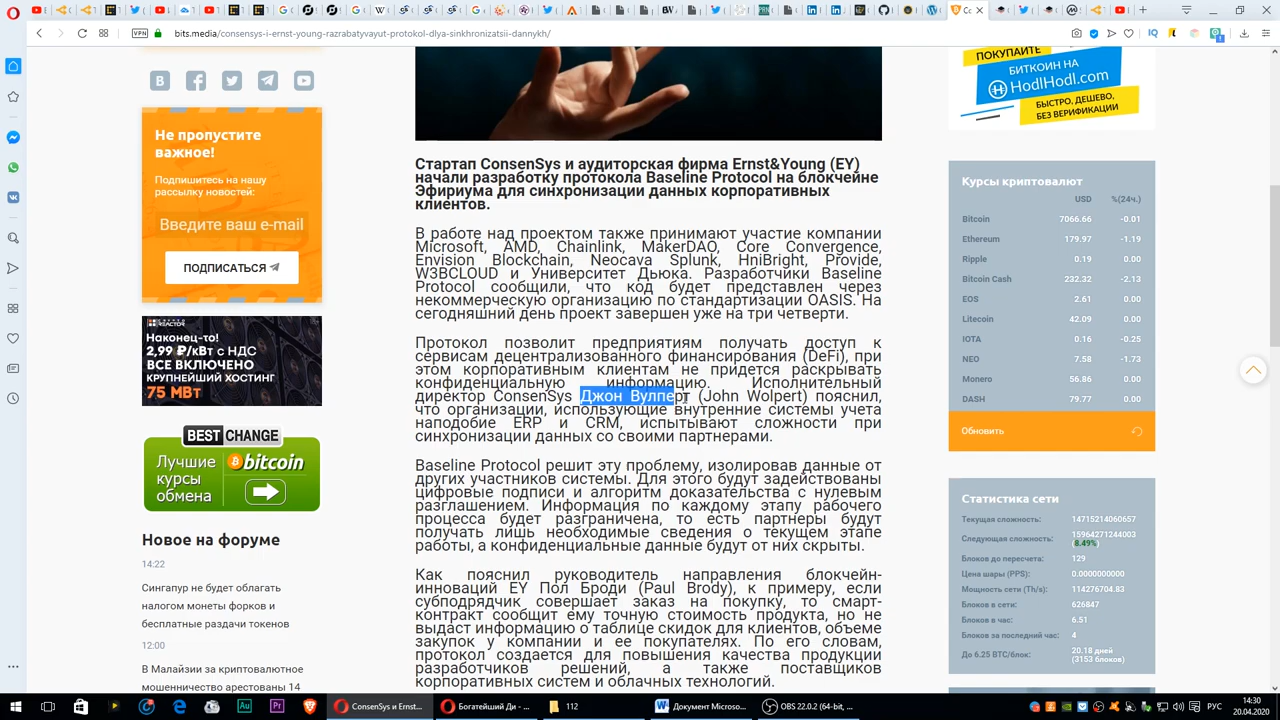 bits.media/consensys-i-ernst-young-razrabatyvayut-protokol-dlya-sinkhronizatsii-dannykh/
VPN
Не пропустите
важное!
Подпишитесь на нашу
рассылку новостей:
Введите ваш e-mail
ПОДПИСАТЬСЯ
Наконец-то!
2,99 ₽/кВт с НДС
ВСЕ ВКЛЮЧЕНО
КРУПНЕЙШИЙ ХОСТИНГ
75 МВт
BEST CHANGE
Лучшие
курсы
обмена
bitcoin
Новое на форуме
14:22
Сингапур не будет облагать
налогом монеты форков и
бесплатные раздачи токенов
12:00
В Малайзии за криптовалютное
мошенничество арестованы 14
Стартап ConsenSys и аудиторская фирма Ernst&Young (EY)
начали разработку протокола Baseline Protocol на блокчейне
Эфириума для синхронизации данных корпоративных
клиентов.
В работе над проектом также принимают участие компании
Microsoft, AMD, Chainlink, MakerDAO, Core Convergence,
Envision Blockchain, Neocava Splunk, HniBright, Provide,
W3BCLOUD и Университет Дьюка. Разработчики Baseline
Protocol сообщили, что код будет представлен через
некоммерческую организацию по стандартизации OASIS. На
сегодняшний день проект завершен уже на три четверти.
Протокол позволит предприятиям получать доступ к
сервисам децентрализованного финансирования (DeFi), при
этом корпоративным клиентам не придется раскрывать
конфиденциальную информацию. Исполнительный
директор ConsenSys Джон Вулперт (John Wolpert) пояснил,
что организации, использующие внутренние системы учета
наподобие ERP и CRM, испытывают сложности при
синхронизации данных со своими партнерами.
Baseline Protocol решит эту проблему, изолировав данные от
других участников системы. Для этого будут задействованы
цифровые подписи и алгоритм доказательства с нулевым
разглашением. Информация по каждому этапу рабочего
процесса будет разграничена, то есть партнеры будут
получать лишь необходимые сведения о текущем этапе
работы, а конфиденциальные данные будут от них скрыты.
Как пояснил руководитель направления блокчейн-
инноваций EY Пол Броди (Paul Brody), к примеру, если
субподрядчик совершает заказ на покупку, то смарт-
контракт сообщит ему точную стоимость продукта, но не
выдаст информацию о таблице скидок для клиентов, объеме
закупок у компании и ее покупателях. По его словам,
протокол создается для повышения качества продукции
разработчиков решений, а также поставщиков
корпоративных систем и облачных технологий.
ПОКУПАЙТЕ
БИТКОИН НА
HodlHodl.com
БЫСТРО, ДЕШЕВО,
БЕЗ ВЕРИФИКАЦИИ
Курсы криптовалют
USD %(24ч.)
Bitcoin 7066.66 -0.01
Ethereum 179.97 -1.19
Ripple 0.19 0.00
Bitcoin Cash 232.32 -2.13
EOS 2.61 0.00
Litecoin 42.09 0.00
IOTA 0.16 -0.25
NEO 7.58 -1.73
Monero 56.86 0.00
DASH 79.77 0.00
Обновить
Статистика сети
Текущая сложность: 14715214060657
Следующая сложность: 15964271244003
(8.49%)
Блоков до пересчета: 129
Цена шары (PPS): 0.0000000000
Мощность сети (Th/s): 114276704.83
Блоков в сети: 626847
Блоков в час: 6.51
Блоков за последний час: 4
До 6.25 BTC/блок: 20.18 дней
(3153 блоков)
ConsenSys и Ernst...
Богатейший Ди - ...
112
Документ Microso...
OBS 22.0.2 (64-bit, ...
РУС
14:30
20.04.2020